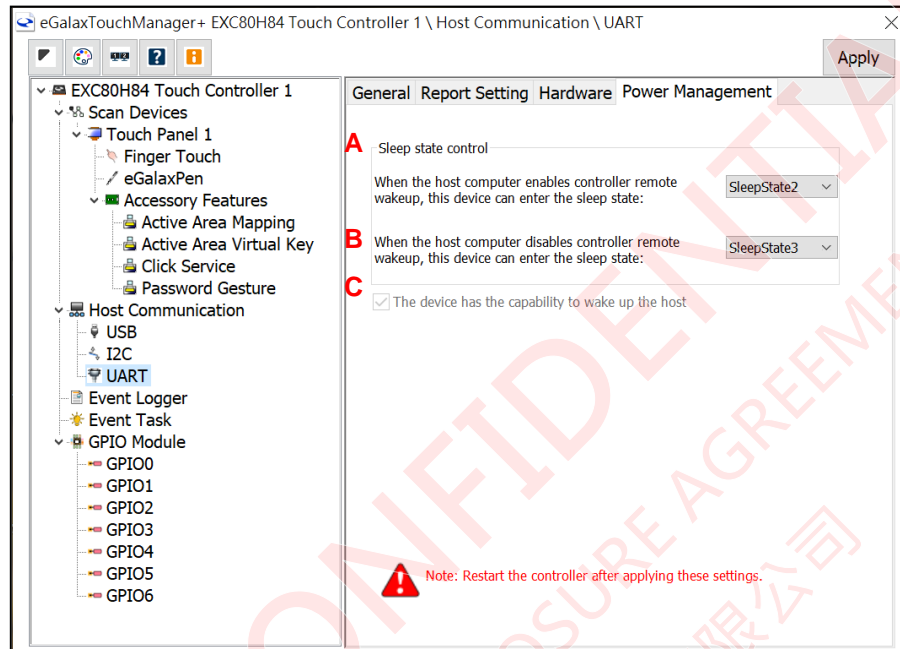 eGalaxTouchManager+ EXC80H84 Touch Controller 1 \ Host Communication \ UART
Apply
EXC80H84 Touch Controller 1
Scan Devices
Touch Panel 1
Finger Touch
eGalaxPen
Accessory Features
Active Area Mapping
Active Area Virtual Key
Click Service
Password Gesture
Host Communication
USB
I2C
UART
Event Logger
Event Task
GPIO Module
GPIO0
GPIO1
GPIO2
GPIO3
GPIO4
GPIO5
GPIO6
General Report Setting Hardware Power Management
A
Sleep state control
When the host computer enables controller remote
wakeup, this device can enter the sleep state:
SleepState2
B
When the host computer disables controller remote
wakeup, this device can enter the sleep state:
SleepState3
C
The device has the capability to wake up the host
Note: Restart the controller after applying these settings.
CONFIDENTIA
OSURE AGREEME
限公司